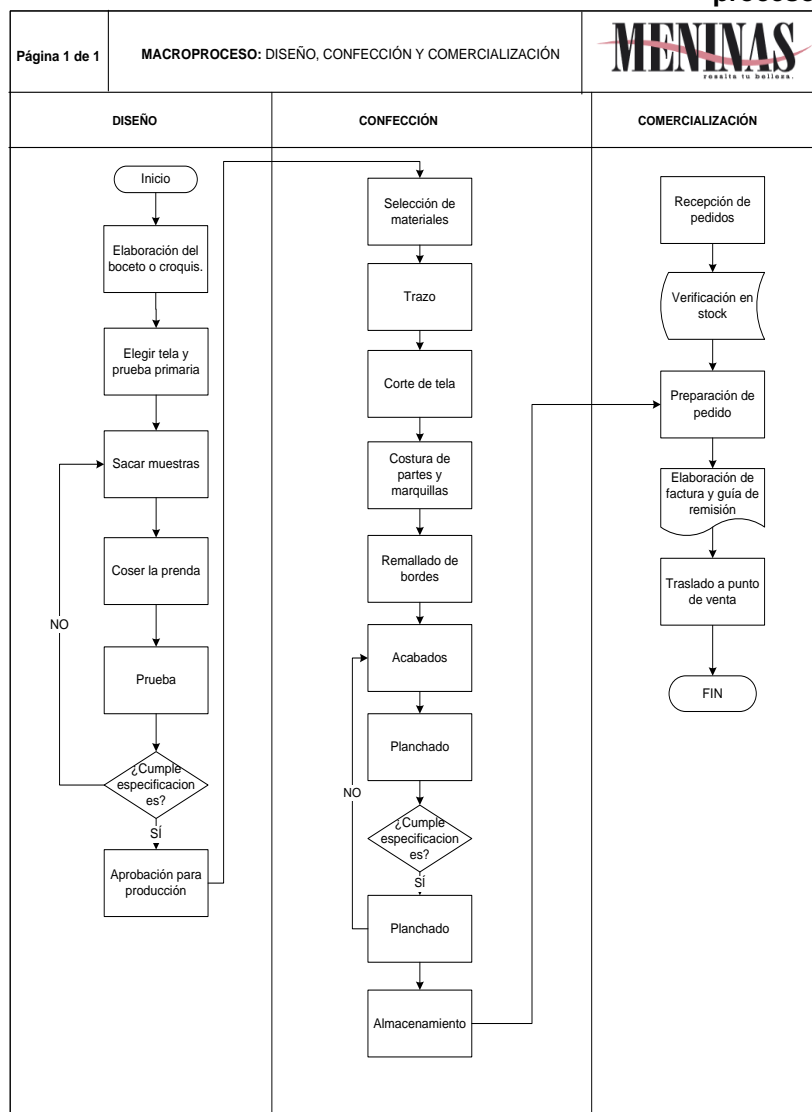 proceso
Página 1 de 1
MACROPROCESO: DISEÑO, CONFECCIÓN Y COMERCIALIZACIÓN
MENINAS
resalta tu belleza.
DISEÑO
CONFECCIÓN
COMERCIALIZACIÓN
Inicio
Elaboración del
boceto o croquis.
Elegir tela y
prueba primaria
Sacar muestras
Coser la prenda
NO
Prueba
¿Cumple
especificacion
es?
SÍ
Aprobación para
producción
Selección de
materiales
Trazo
Corte de tela
Costura de
partes y
marquillas
Remallado de
bordes
Acabados
Planchado
NO
¿Cumple
especificacion
es?
SÍ
Planchado
Almacenamiento
Recepción de
pedidos
Verificación en
stock
Preparación de
pedido
Elaboración de
factura y guía de
remisión
Traslado a punto
de venta
FIN